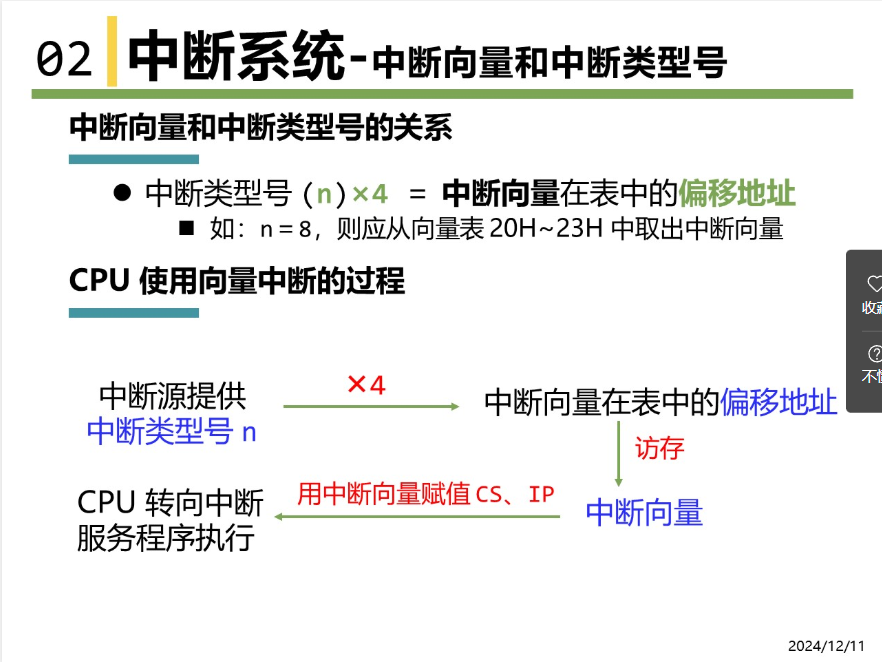 02 中断系统-中断向量和中断类型号
中断向量和中断类型号的关系
● 中断类型号(n)×4 = 中断向量在表中的偏移地址
■ 如：n=8，则应从向量表20H~23H 中取出中断向量
CPU 使用向量中断的过程
中断源提供
中断类型号 n
×4
中断向量在表中的偏移地址
访存
中断向量
用中断向量赋值CS、IP
CPU 转向中断
服务程序执行
收
不
2024/12/11